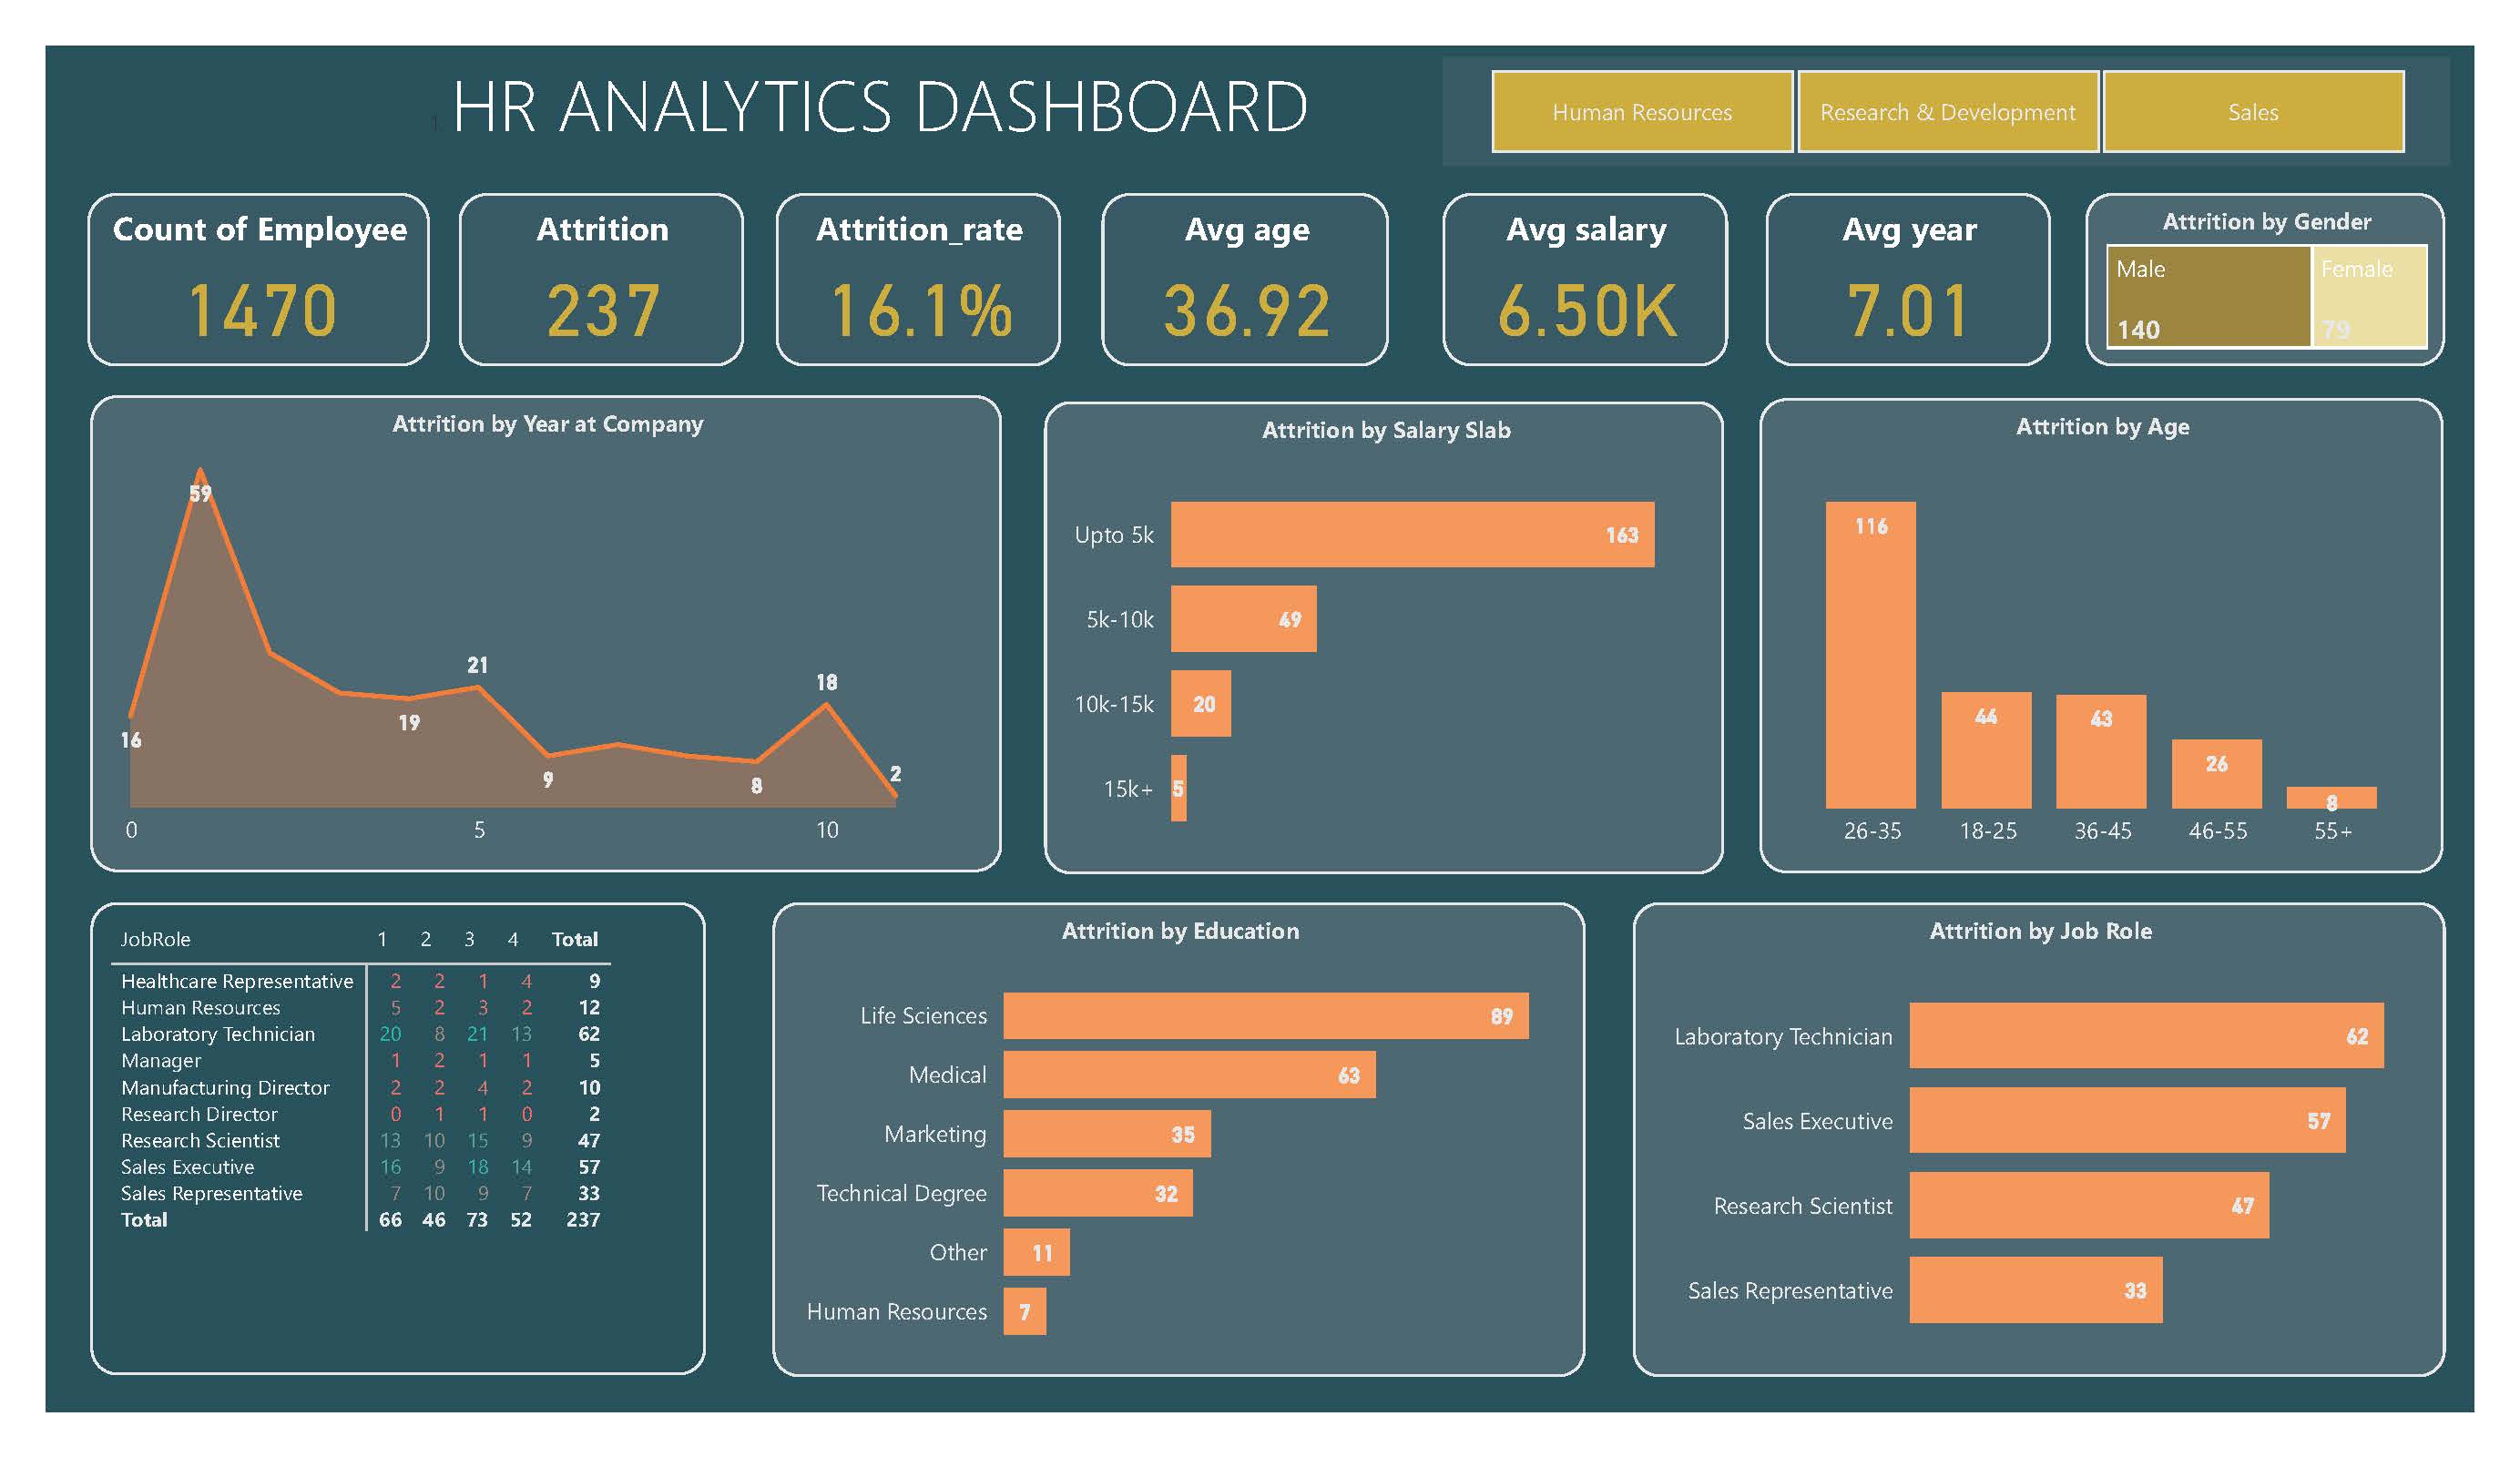 HR ANALYTICS DASHBOARD
Human Resources
Research & Development
Sales
Count of Employee
1470
Attrition
237
Attrition_rate
16.1%
Avg age
36.92
Avg salary
6.50K
Avg year
7.01
Attrition by Gender
Male
Female
140
79
Attrition by Year at Company
59
21
18
19
16
9
8
2
0 5 10
Attrition by Salary Slab
Upto 5k 163
5k-10k 49
10k-15k 20
15k+ 5
Attrition by Age
116
44
43
26
8
26-35 18-25 36-45 46-55 55+
JobRole 1 2 3 4 Total
Healthcare Representative 2 2 1 4 9
Human Resources 5 2 3 2 12
Laboratory Technician 20 8 21 13 62
Manager 1 2 1 1 5
Manufacturing Director 2 2 4 2 10
Research Director 0 1 1 0 2
Research Scientist 13 10 15 9 47
Sales Executive 16 9 18 14 57
Sales Representative 7 10 9 7 33
Total 66 46 73 52 237
Attrition by Education
Life Sciences 89
Medical 63
Marketing 35
Technical Degree 32
Other 11
Human Resources 7
Attrition by Job Role
Laboratory Technician 62
Sales Executive 57
Research Scientist 47
Sales Representative 33